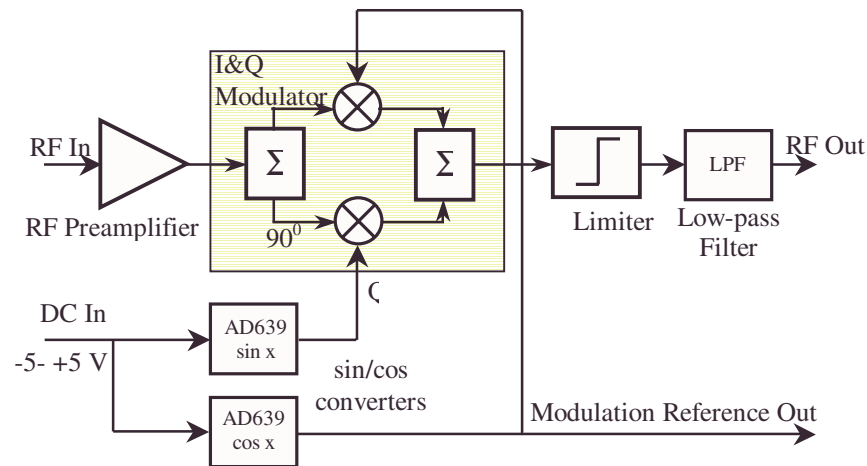 I&Q
Modulator
RF In
Σ
Σ
LPF
RF Out
RF Preamplifier
90⁰
Limiter
Low-pass
Filter
DC In
-5- +5 V
AD639
sin x
sin/cos
converters
AD639
cos x
Modulation Reference Out